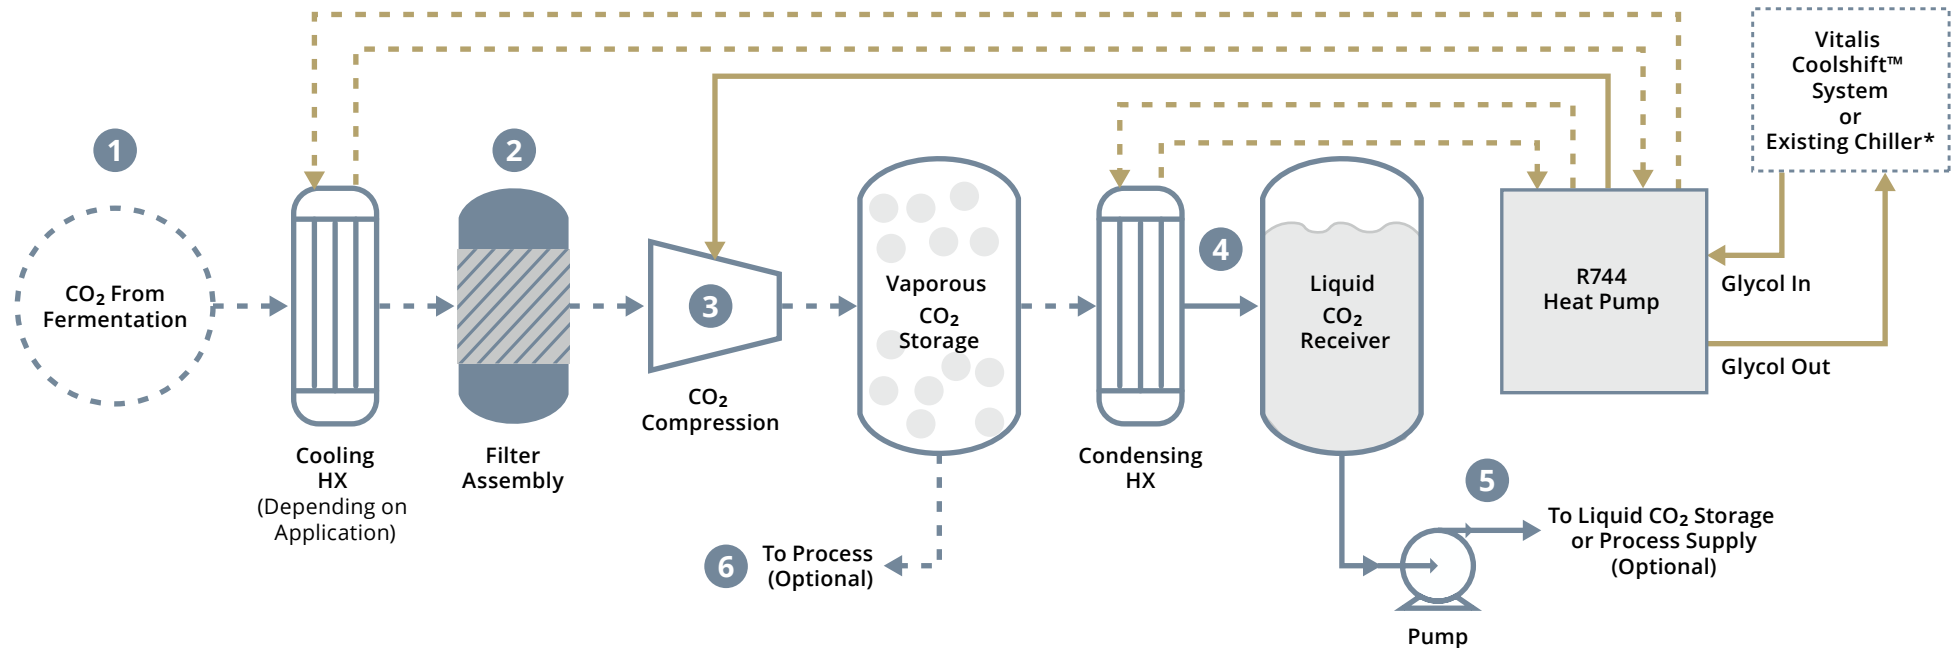 1
CO₂ From
Fermentation
Cooling
HX
(Depending on
Application)
2
Filter
Assembly
3
CO₂
Compression
Vaporous
CO₂
Storage
6
To Process
(Optional)
Condensing
HX
4
Liquid
CO₂
Receiver
Pump
5
To Liquid CO₂ Storage
or Process Supply
(Optional)
R744
Heat Pump
Vitalis
Coolshift™
System
or
Existing Chiller*
Glycol In
Glycol Out